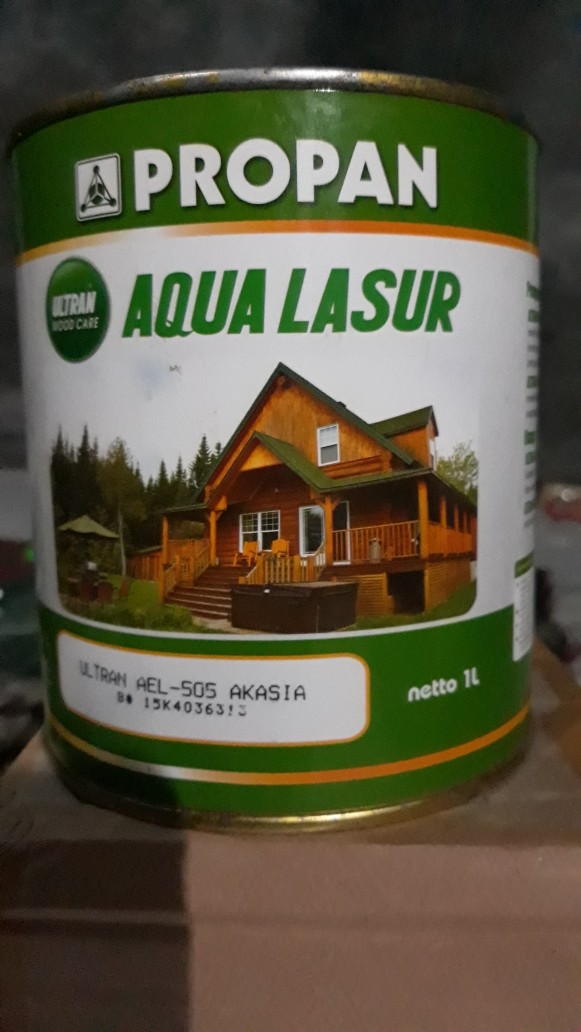 PROPAN
ULTRAN
WOOD CARE
AQUA LASUR
ULTRAN AEL-505 AKASIA
netto 1L